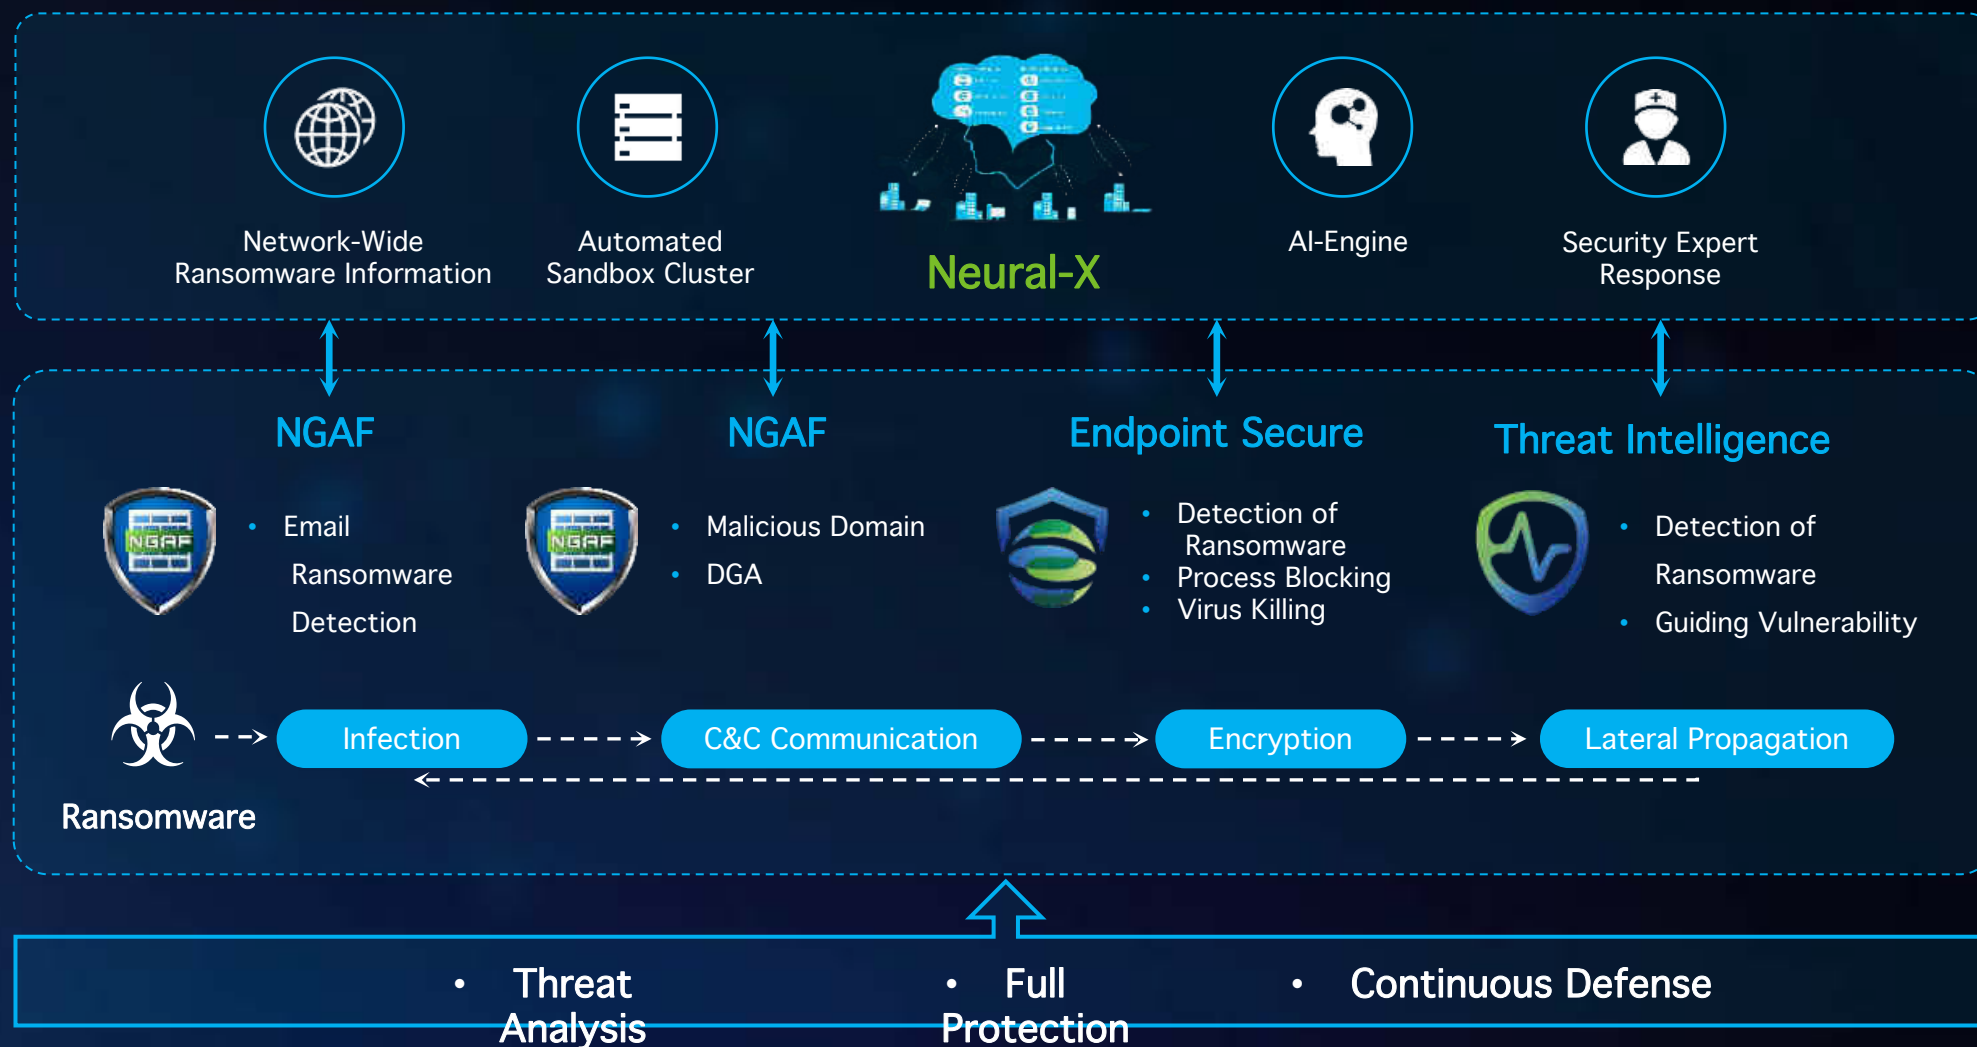 Network-Wide
Ransomware Information
Automated
Sandbox Cluster
Neural-X
AI-Engine
Security Expert
Response
NGAF
NGAF
• Email
Ransomware
Detection
NGAF
NGAF
• Malicious Domain
• DGA
Endpoint Secure
• Detection of
Ransomware
• Process Blocking
• Virus Killing
Threat Intelligence
• Detection of
Ransomware
• Guiding Vulnerability
Ransomware
Infection
C&C Communication
Encryption
Lateral Propagation
• Threat
Analysis
• Full
Protection
• Continuous Defense